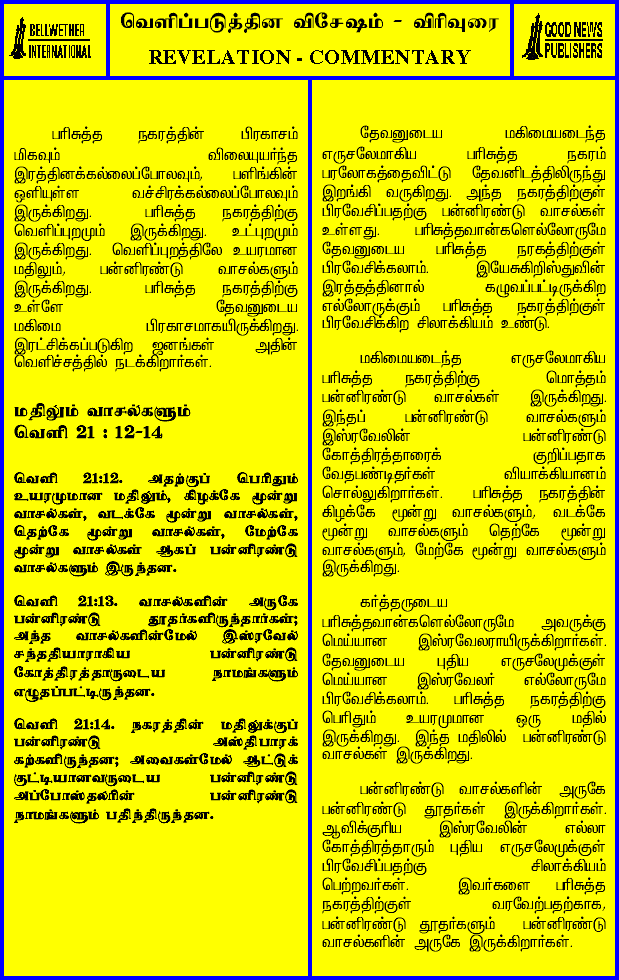 BELLWETHER
INTERNATIONAL
வெளிப்படுத்தின விசேஷம் - விரிவுரை
REVELATION - COMMENTARY
GOOD NEWS
PUBLISHERS
பரிசுத்த நகரத்தின் பிரகாசம்
மிகவும் விலையுயர்ந்த
இரத்தினக்கல்லைப்போலவும், பளிங்கின்
ஒளியுள்ள வச்சிரக்கல்லைப்போலவும்
இருக்கிறது. பரிசுத்த நகரத்திற்கு
வெளிப்புறமும் இருக்கிறது. உட்புறமும்
இருக்கிறது. வெளிப்புறத்திலே உயரமான
மதிலும், பன்னிரண்டு வாசல்களும்
இருக்கிறது. பரிசுத்த நகரத்திற்கு
உள்ளே தேவனுடைய
மகிமை பிரகாசமாகயிருக்கிறது.
இரட்சிக்கப்படுகிற ஜனங்கள் அதின்
வெளிச்சத்தில் நடக்கிறார்கள்.
மதிலும் வாசல்களும்
வெளி 21 : 12-14
வெளி 21:12. அதற்குப் பெரிதும்
உயரமுமான மதிலும், கிழக்கே மூன்று
வாசல்கள், வடக்கே மூன்று வாசல்கள்,
தெற்கே மூன்று வாசல்கள், மேற்கே
மூன்று வாசல்கள் ஆகப் பன்னிரண்டு
வாசல்களும் இருந்தன.
வெளி 21:13. வாசல்களின் அருகே
பன்னிரண்டு தூதர்களிருந்தார்கள்;
அந்த வாசல்களின்மேல் இஸ்ரவேல்
சந்ததியாராகிய பன்னிரண்டு
கோத்திரத்தாருடைய நாமங்களும்
எழுதப்பட்டிருந்தன.
வெளி 21:14. நகரத்தின் மதிலுக்குப்
பன்னிரண்டு அஸ்திபாரக்
கற்களிருந்தன; அவைகள்மேல் ஆட்டுக்
குட்டியானவருடைய பன்னிரண்டு
அப்போஸ்தலரின் பன்னிரண்டு
நாமங்களும் பதிந்திருந்தன.
தேவனுடைய மகிமையடைந்த
எருசலேமாகிய பரிசுத்த நகரம்
பரலோகத்தைவிட்டு தேவனிடத்திலிருந்து
இறங்கி வருகிறது. அந்த நகரத்திற்குள்
பிரவேசிப்பதற்கு பன்னிரண்டு வாசல்கள்
உள்ளது. பரிசுத்தவான்களெல்லோருமே
தேவனுடைய பரிசுத்த நரகத்திற்குள்
பிரவேசிக்கலாம். இயேசுகிறிஸ்துவின்
இரத்தத்தினால் கழுவப்பட்டிருக்கிற
எல்லோருக்கும் பரிசுத்த நகரத்திற்குள்
பிரவேசிக்கிற சிலாக்கியம் உண்டு.
மகிமையடைந்த எருசலேமாகிய
பரிசுத்த நகரத்திற்கு மொத்தம்
பன்னிரண்டு வாசல்கள் இருக்கிறது.
இந்தப் பன்னிரண்டு வாசல்களும்
இஸ்ரவேலின் பன்னிரண்டு
கோத்திரத்தாரைக் குறிப்பதாக
வேதபண்டிதர்கள் வியாக்கியானம்
சொல்லுகிறார்கள். பரிசுத்த நகரத்தின்
கிழக்கே மூன்று வாசல்களும், வடக்கே
மூன்று வாசல்களும் தெற்கே மூன்று
வாசல்களும், மேற்கே மூன்று வாசல்களும்
இருக்கிறது.
கர்த்தருடைய
பரிசுத்தவான்களெல்லோருமே அவருக்கு
மெய்யான இஸ்ரவேலராயிருக்கிறார்கள்.
தேவனுடைய புதிய எருசலேமுக்குள்
மெய்யான இஸ்ரவேலர் எல்லோருமே
பிரவேசிக்கலாம். பரிசுத்த நகரத்திற்கு
பெரிதும் உயரமுமான ஒரு மதில்
இருக்கிறது. இந்த மதிலில் பன்னிரண்டு
வாசல்கள் இருக்கிறது.
பன்னிரண்டு வாசல்களின் அருகே
பன்னிரண்டு தூதர்கள் இருக்கிறார்கள்.
ஆவிக்குரிய இஸ்ரவேலின் எல்லா
கோத்திரத்தாரும் புதிய எருசலேமுக்குள்
பிரவேசிப்பதற்கு சிலாக்கியம்
பெற்றவர்கள். இவர்களை பரிசுத்த
நகரத்திற்குள் வரவேற்பதற்காக,
பன்னிரண்டு தூதர்களும் பன்னிரண்டு
வாசல்களின் அருகே இருக்கிறார்கள்.